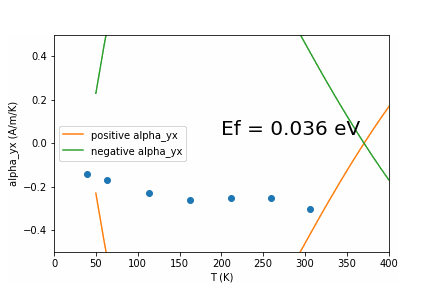 0.4
0.2
0.0
−0.2
−0.4
alpha_yx (A/m/K)
Ef = 0.036 eV
positive alpha_yx
negative alpha_yx
0 50 100 150 200 250 300 350 400
T (K)